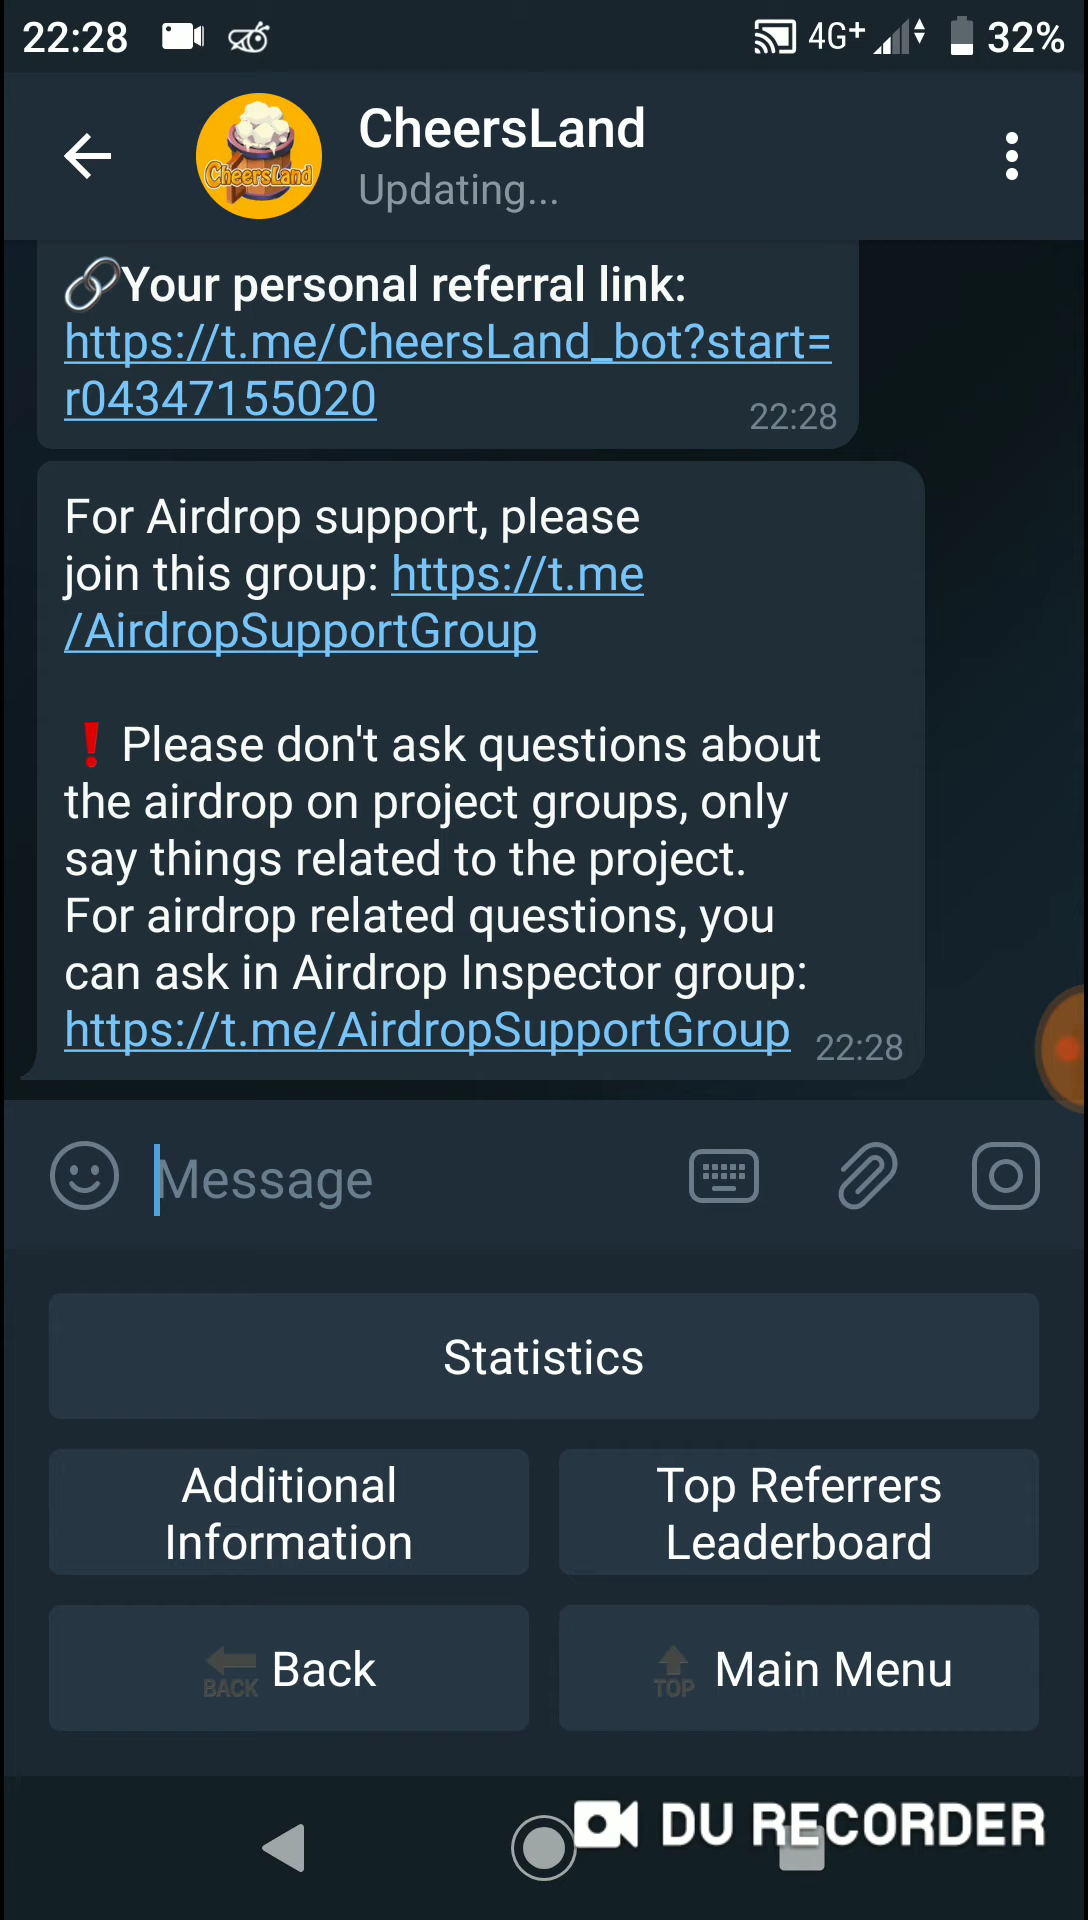 22:28 4G+ 32%
CheersLand
CheersLand
Updating...
🔗Your personal referral link:
https://t.me/CheersLand_bot?start=
r04347155020
22:28
For Airdrop support, please
join this group: https://t.me
/AirdropSupportGroup
❗Please don't ask questions about
the airdrop on project groups, only
say things related to the project.
For airdrop related questions, you
can ask in Airdrop Inspector group:
https://t.me/AirdropSupportGroup 22:28
Message
Statistics
Additional
Information
Top Referrers
Leaderboard
BACK Back
TOP Main Menu
DU RECORDER